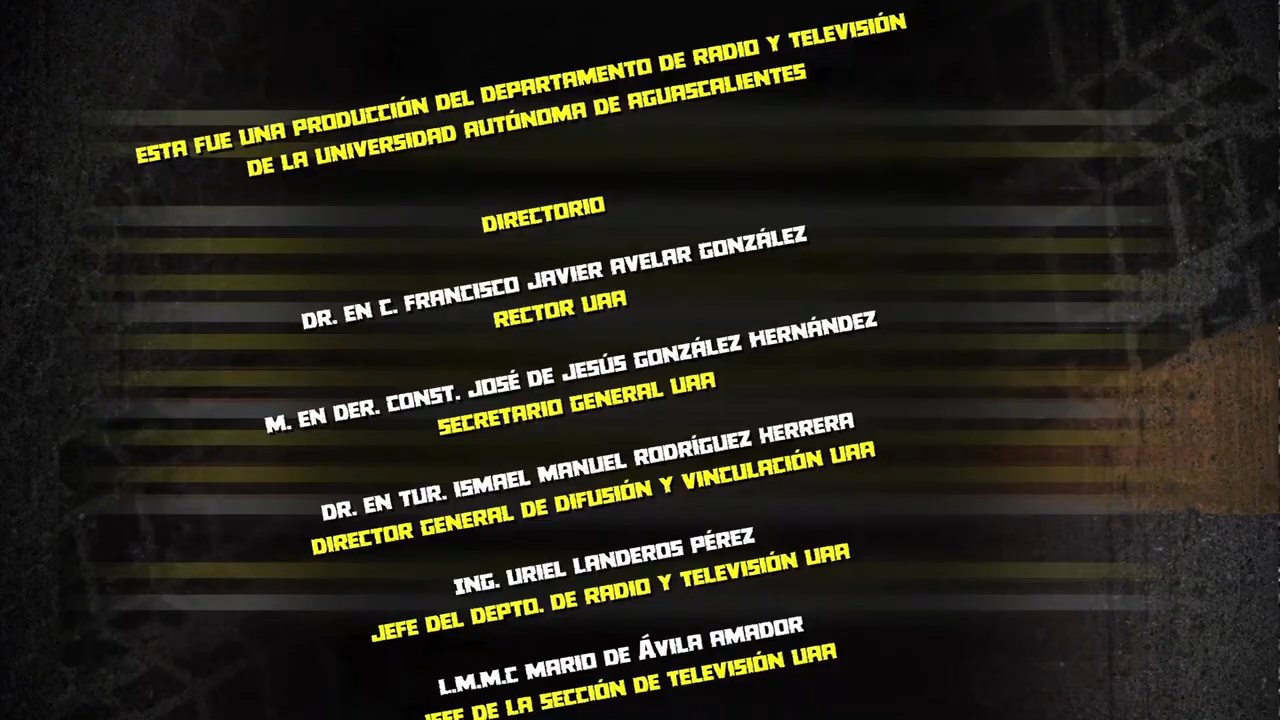 ESTA FUE UNA PRODUCCIÓN DEL DEPARTAMENTO DE RADIO Y TELEVISIÓN
DE LA UNIVERSIDAD AUTÓNOMA DE AGUASCALIENTES
DIRECTORIO
DR. EN C. FRANCISCO JAVIER AVELAR GONZÁLEZ
RECTOR UAA
M. EN DER. CONST. JOSÉ DE JESÚS GONZÁLEZ HERNÁNDEZ
SECRETARIO GENERAL UAA
DR. EN TUR. ISMAEL MANUEL RODRÍGUEZ HERRERA
DIRECTOR GENERAL DE DIFUSIÓN Y VINCULACIÓN UAA
ING. URIEL LANDEROS PÉREZ
JEFE DEL DEPTO. DE RADIO Y TELEVISIÓN UAA
L.M.M.C MARIO DE ÁVILA AMADOR
JEFE DE LA SECCIÓN DE TELEVISIÓN UAA